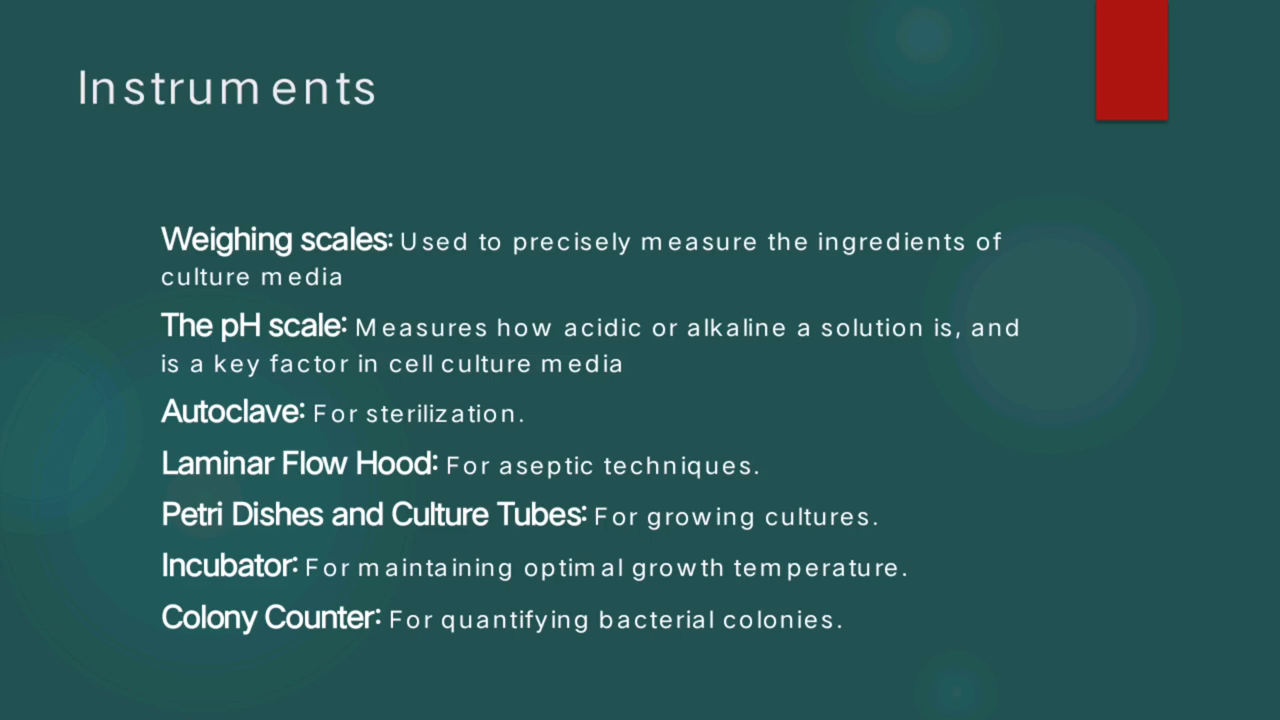 Instruments
Weighing scales: Used to precisely measure the ingredients of
culture media
The pH scale: Measures how acidic or alkaline a solution is, and
is a key factor in cell culture media
Autoclave: For sterilization.
Laminar Flow Hood: For aseptic techniques.
Petri Dishes and Culture Tubes: For growing cultures.
Incubator: For maintaining optimal growth temperature.
Colony Counter: For quantifying bacterial colonies.